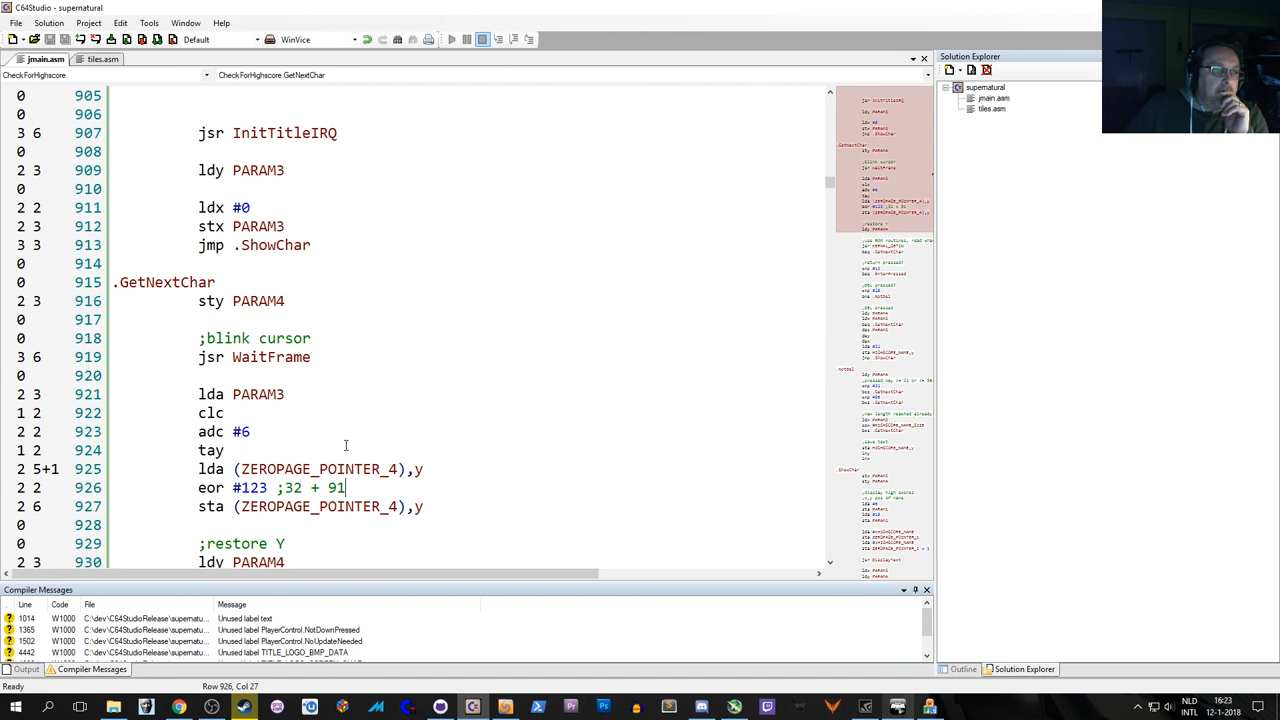 C64Studio - supernatural
File Solution Project Edit Tools Window Help
Default WinVice
jmain.asm tiles.asm
CheckForHighscore CheckForHighscore.GetNextChar
0 905
0 906
3 6 907 jsr InitTitleIRQ
0 908
2 3 909 ldy PARAM3
0 910
2 2 911 ldx #0
2 3 912 stx PARAM3
3 3 913 jmp .ShowChar
0 914
0 915 .GetNextChar
2 3 916 sty PARAM4
0 917
0 918 ;blink cursor
3 6 919 jsr WaitFrame
0 920
2 3 921 lda PARAM3
1 2 922 clc
2 2 923 adc #6
1 2 924 tay
2 5+1 925 lda (ZEROPAGE_POINTER_4),y
2 2 926 eor #123 ;32 + 91
2 6 927 sta (ZEROPAGE_POINTER_4),y
0 928
0 929 ;restore Y
2 3 930 ldy PARAM4
Solution Explorer
supernatural
jmain.asm
tiles.asm
Compiler Messages
. Line Code File Message
1014 W1000 C:\dev\C64StudioRelease\supernatu... Unused label text
1365 W1000 C:\dev\C64StudioRelease\supernatu... Unused label PlayerControl.NotDownPressed
1502 W1000 C:\dev\C64StudioRelease\supernatu... Unused label PlayerControl.NoUpdateNeeded
4442 W1000 C:\dev\C64StudioRelease\supernatu... Unused label TITLE_LOGO_BMP_DATA
Output Compiler Messages
Outline Solution Explorer
Ready Row 926, Col 27
NLD 16:23
INTL 12-1-2018